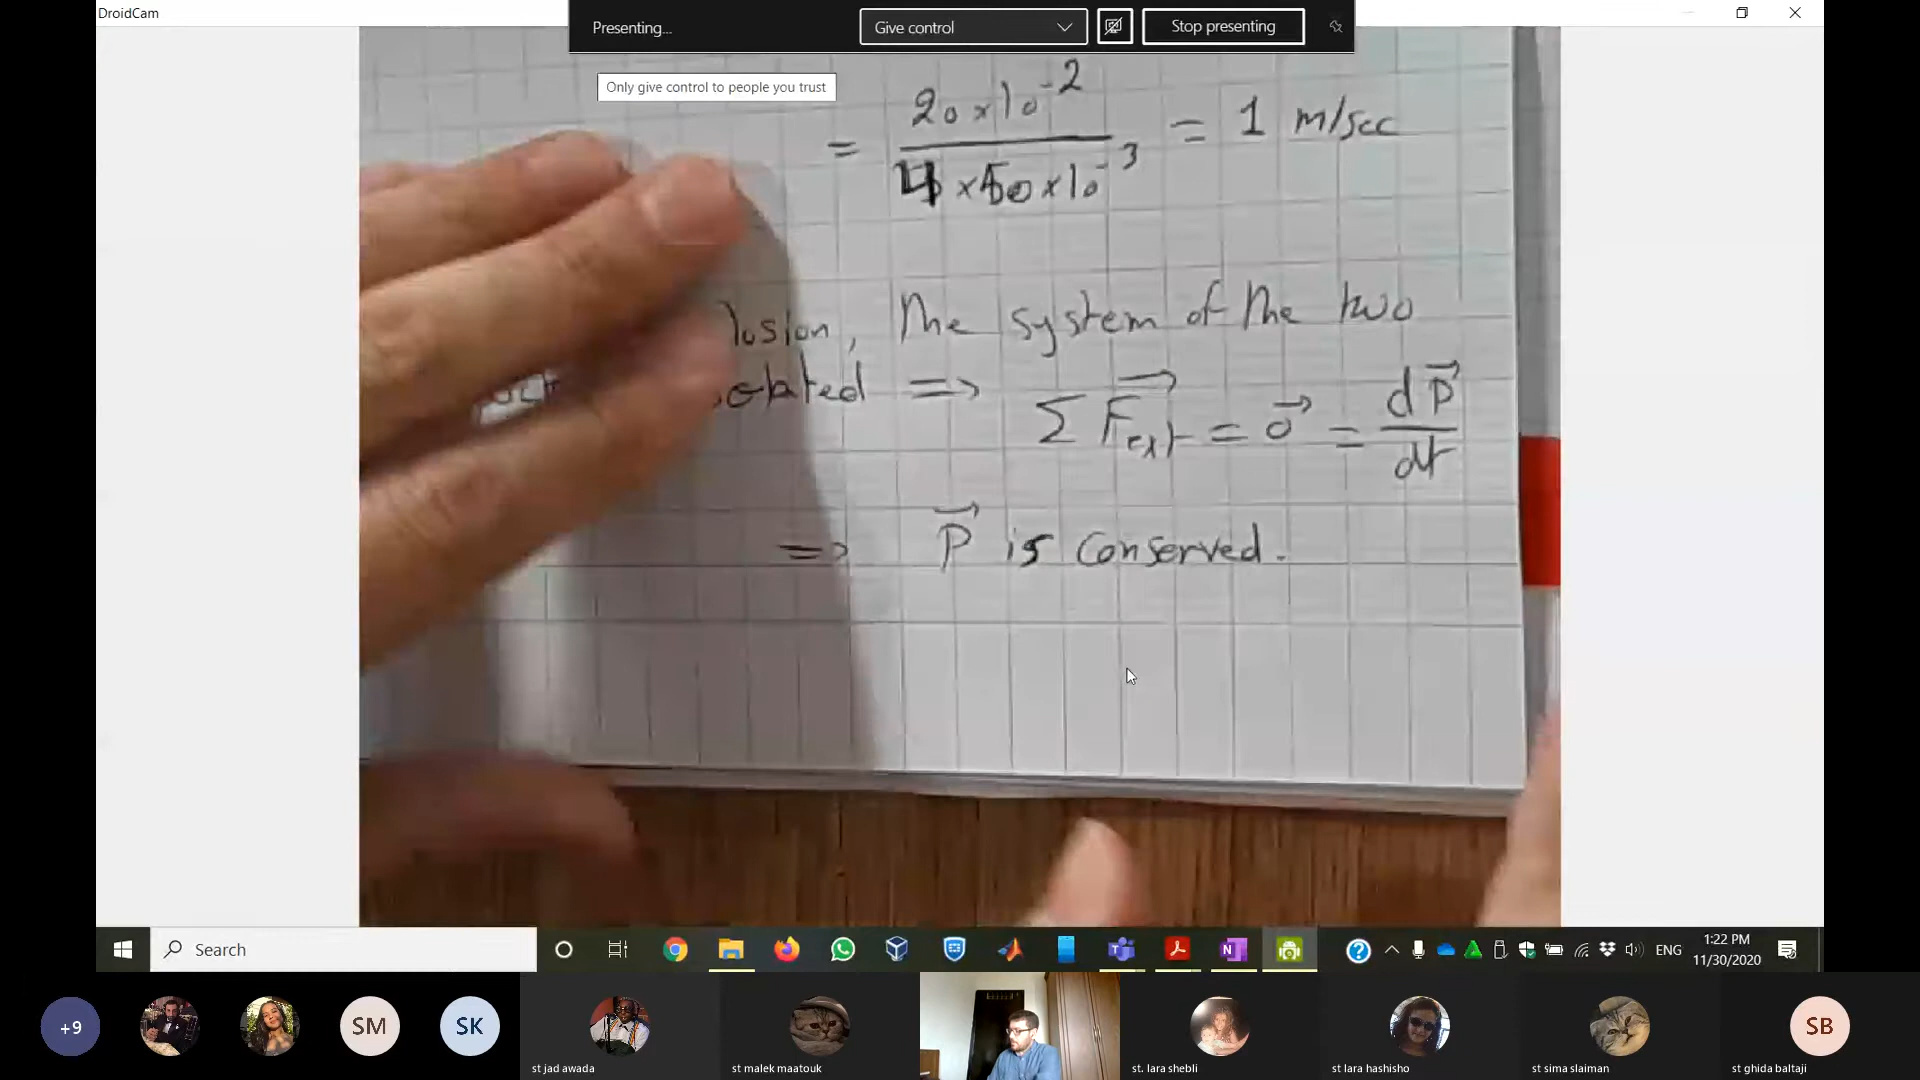 DroidCam
Presenting...
Give control
Stop presenting
Only give control to people you trust
= 20 x 10^-2 / 4 x 50 x 10^-3 = 1 m/sec
lusion, the system of the two
olated => Σ F⃗ext = 0⃗ = dP⃗/dt
=> P⃗ is conserved.
Search
ENG
1:22 PM
11/30/2020
+9
SM
SK
SB
st jad awada
st malek maatouk
st. lara shebli
st lara hashisho
st sima slaiman
st ghida baltaji